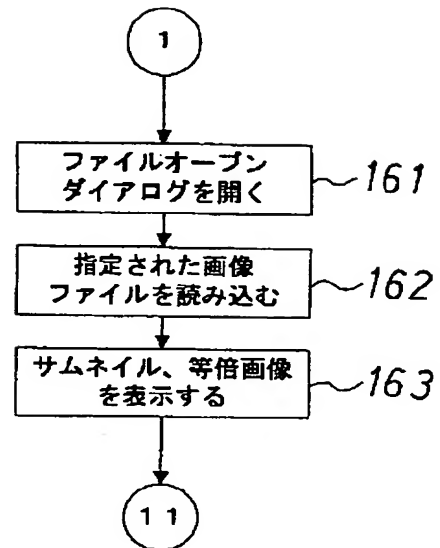 1
ファイルオープン
ダイアログを開く
161
指定された画像
ファイルを読み込む
162
サムネイル、等倍画像
を表示する
163
11